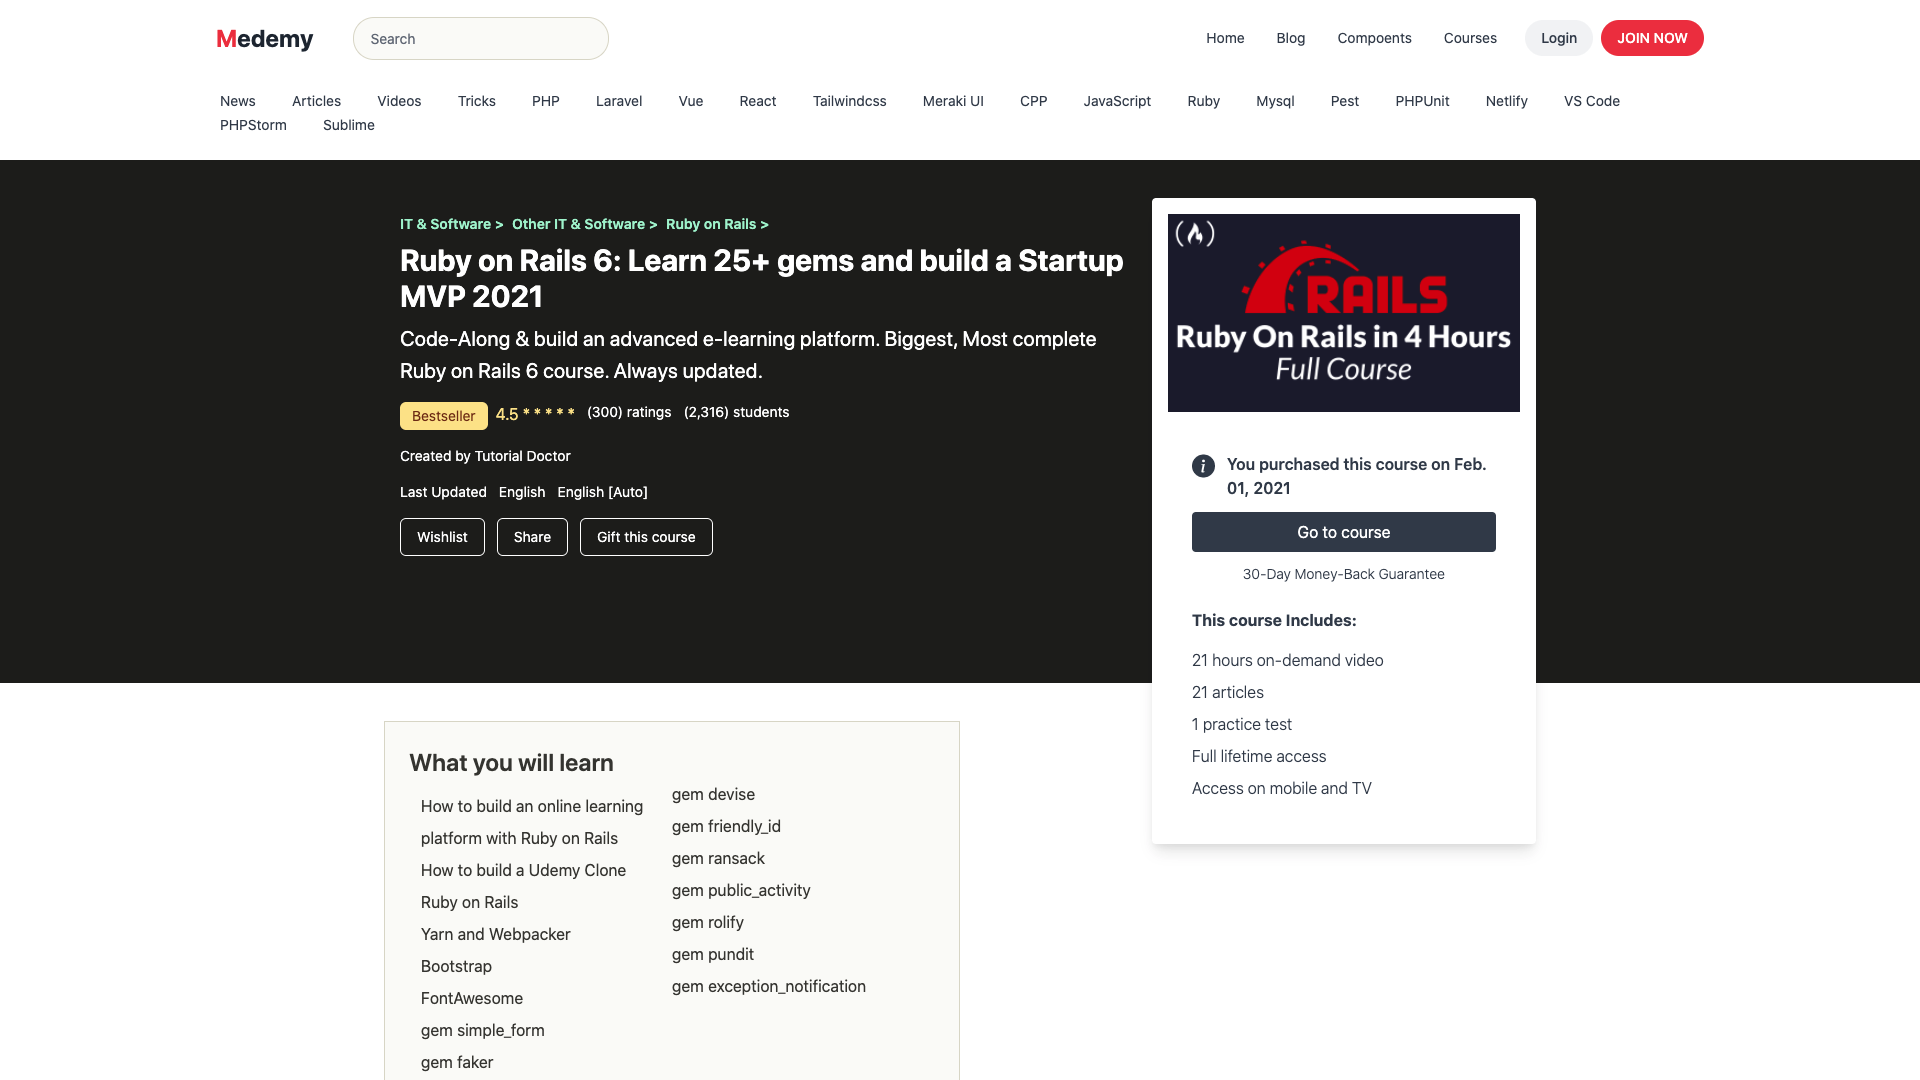 Medemy
Search
Home
Blog
Compoents
Courses
Login
JOIN NOW
News
Articles
Videos
Tricks
PHP
Laravel
Vue
React
Tailwindcss
Meraki UI
CPP
JavaScript
Ruby
Mysql
Pest
PHPUnit
Netlify
VS Code
PHPStorm
Sublime
IT & Software > Other IT & Software > Ruby on Rails >
Ruby on Rails 6: Learn 25+ gems and build a Startup
MVP 2021
Code-Along & build an advanced e-learning platform. Biggest, Most complete
Ruby on Rails 6 course. Always updated.
Bestseller 4.5 * * * * * (300) ratings (2,316) students
Created by Tutorial Doctor
Last Updated English English [Auto]
Wishlist
Share
Gift this course
RAILS
Ruby On Rails in 4 Hours
Full Course
You purchased this course on Feb.
01, 2021
Go to course
30-Day Money-Back Guarantee
This course Includes:
21 hours on-demand video
21 articles
1 practice test
Full lifetime access
Access on mobile and TV
What you will learn
How to build an online learning
platform with Ruby on Rails
How to build a Udemy Clone
Ruby on Rails
Yarn and Webpacker
Bootstrap
FontAwesome
gem simple_form
gem faker
gem devise
gem friendly_id
gem ransack
gem public_activity
gem rolify
gem pundit
gem exception_notification